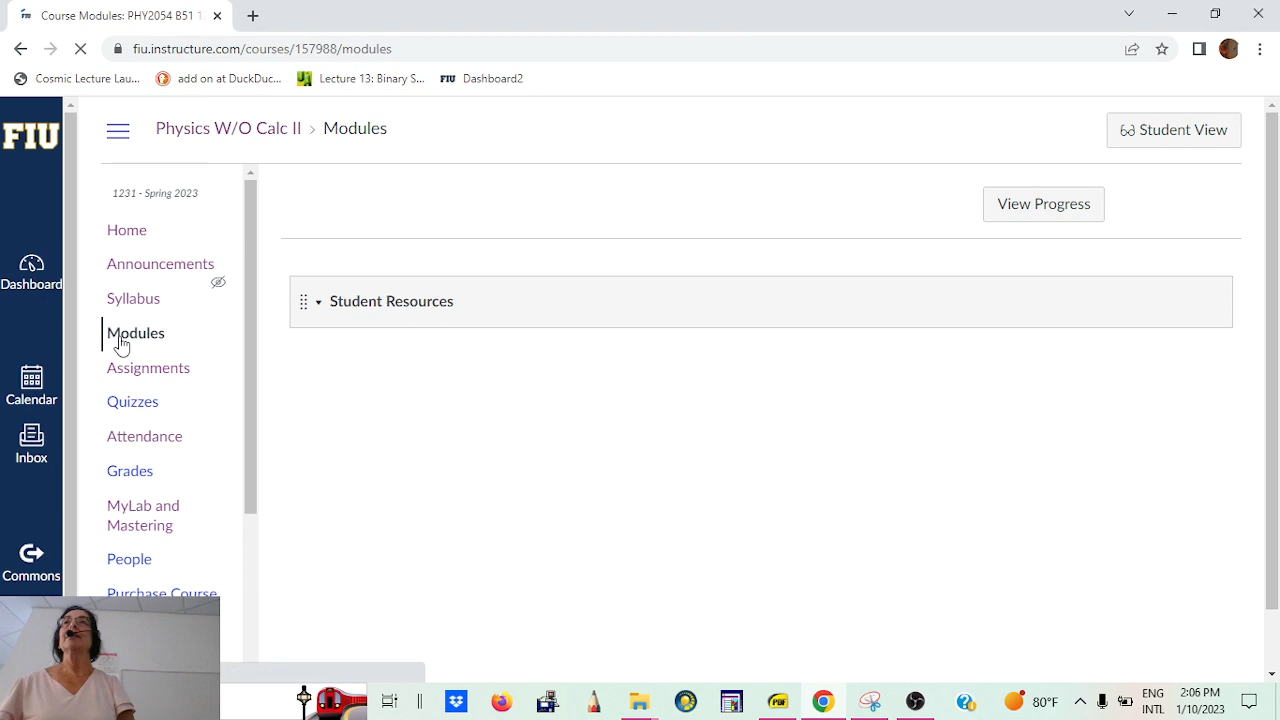 Course Modules: PHY2054 B51 1
fiu.instructure.com/courses/157988/modules
Cosmic Lecture Lau...
add on at DuckDuc...
Lecture 13: Binary S...
FIU Dashboard2
FIU
Physics W/O Calc II > Modules
Student View
1231 - Spring 2023
View Progress
Home
Announcements
Syllabus
Student Resources
Modules
Assignments
Quizzes
Attendance
Grades
MyLab and
Mastering
People
Purchase Course
Dashboard
Calendar
Inbox
Commons
PDF
80°F
ENG
INTL
2:06 PM
1/10/2023